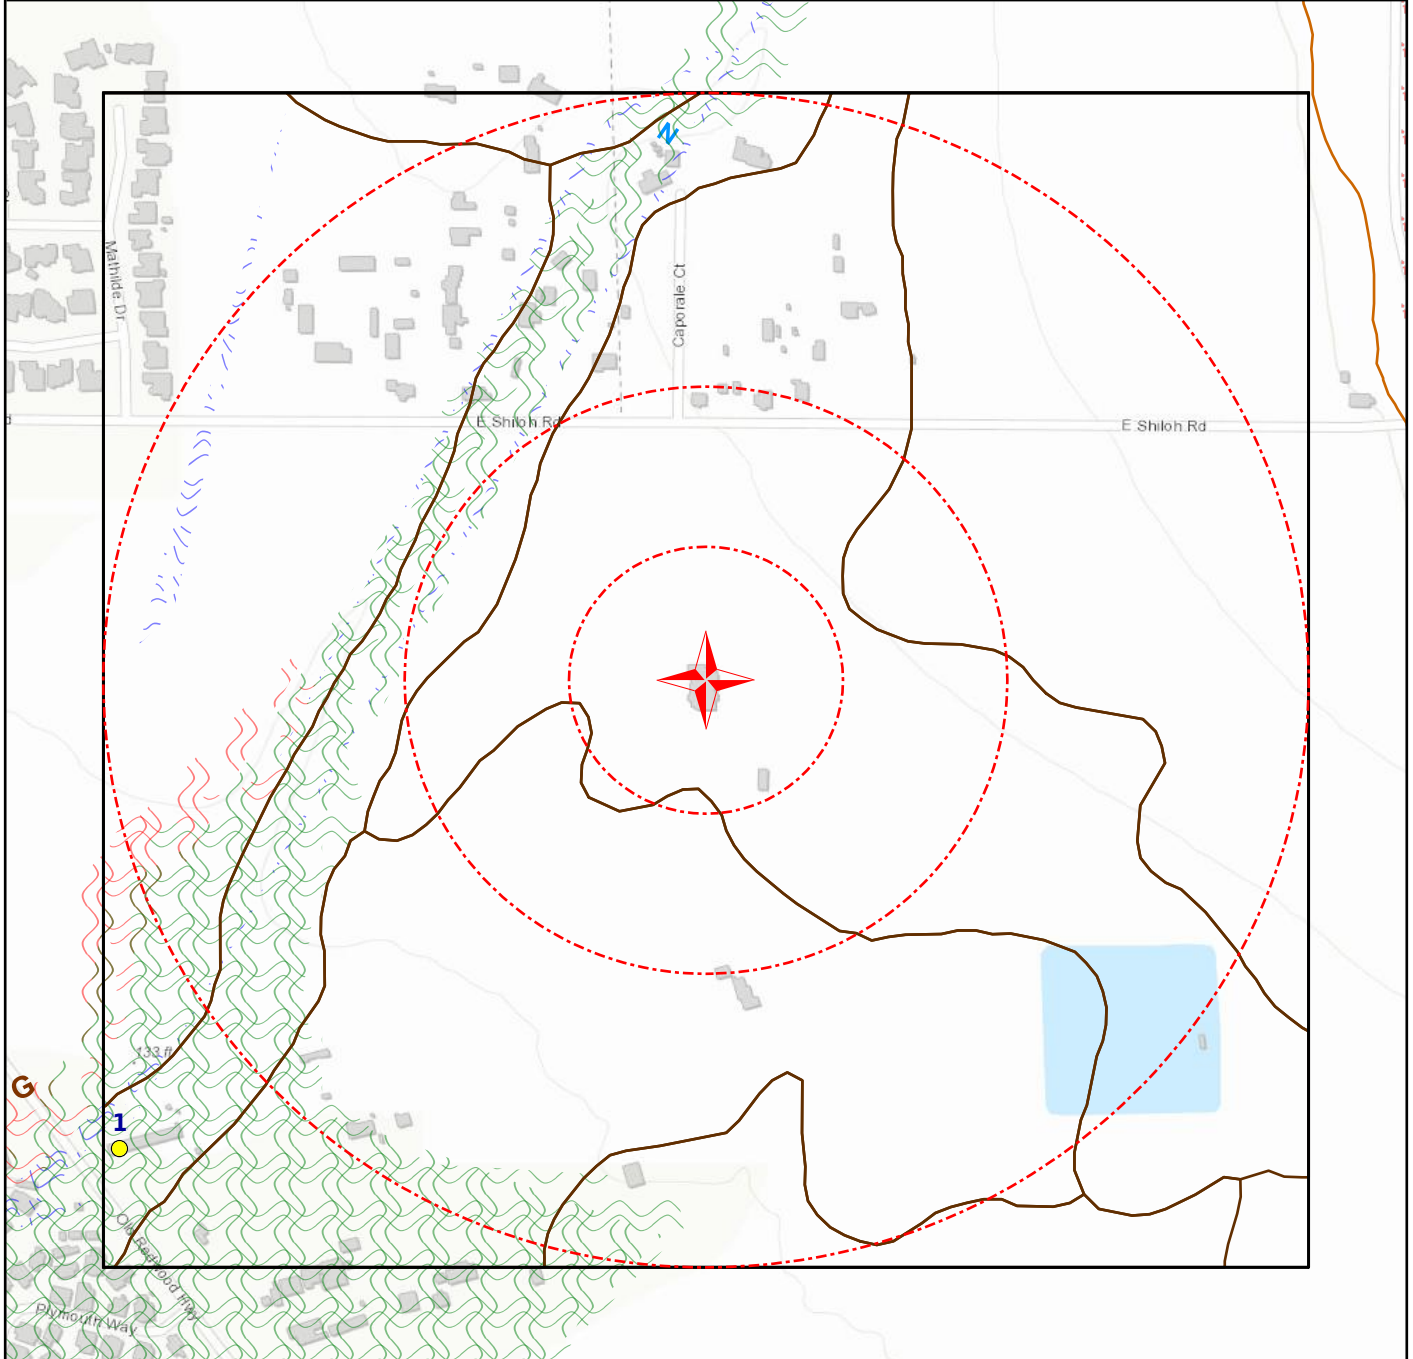 N
Mathilde Dr
Caporale Ct
E Shiloh Rd
E Shiloh Rd
133 ft
G
1
Old Redwood Hwy
Plymouth Way